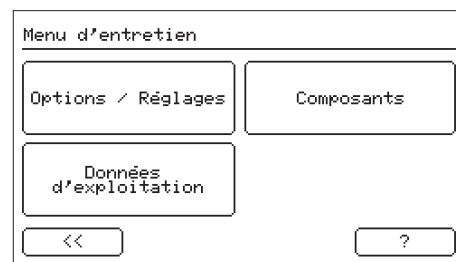 Menu d'entretien
Options / Réglages
Composants
Données
d'exploitation
<<
?